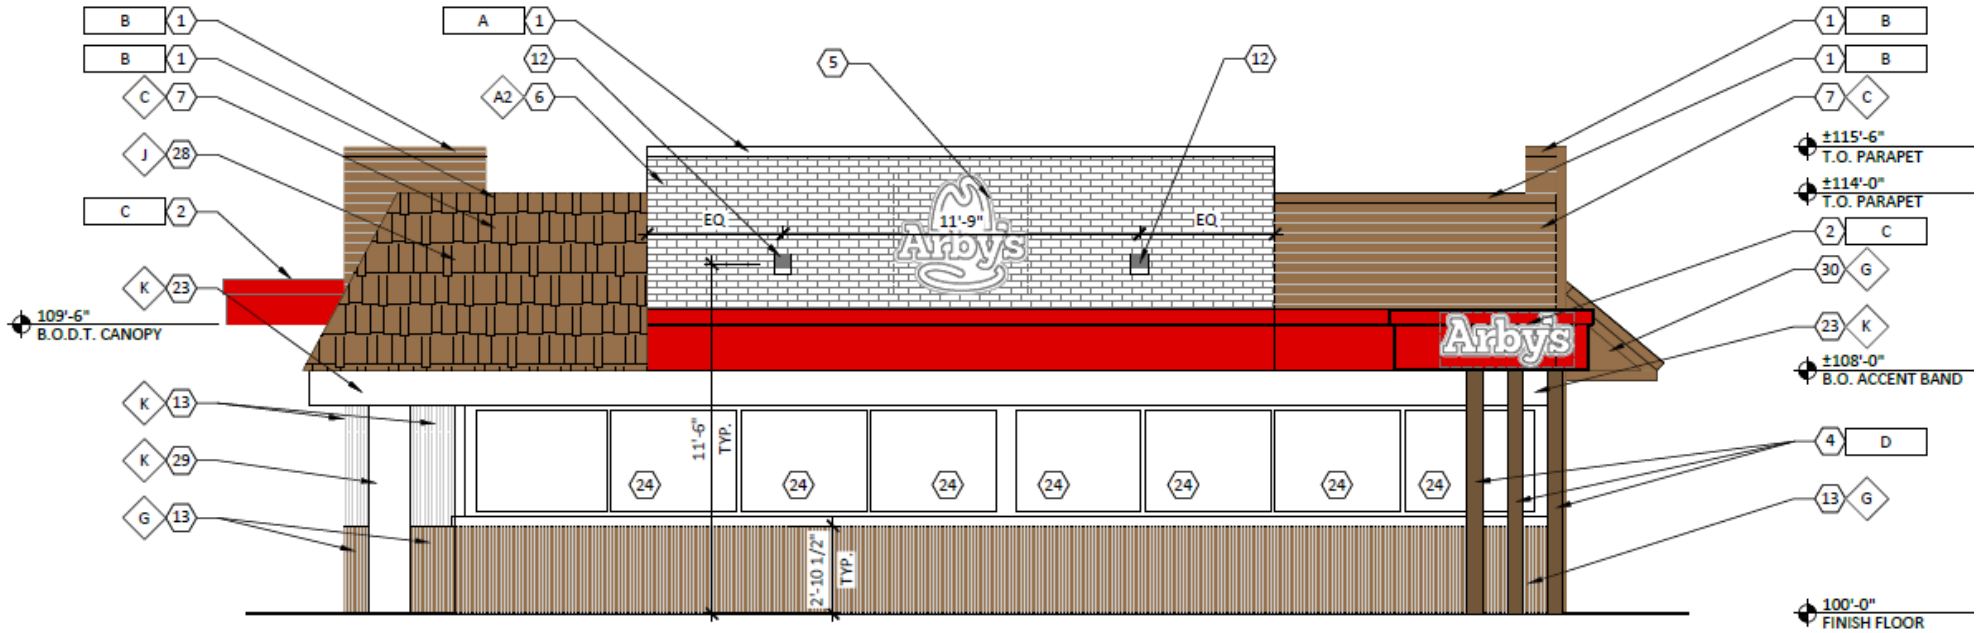 B 1
B 1
C 7
J 28
C 2
K 23
109'-6"
B.O.D.T. CANOPY
K 13
K 29
G 13
A 1
12
A2 6
5
12
EQ
11'-9"
EQ
Arby's
Arby's
11'-6"
TYP.
24
24
24
24
24
24
24
2'-10 1/2"
TYP.
1 B
1 B
7 C
±115'-6"
T.O. PARAPET
±114'-0"
T.O. PARAPET
2 C
30 G
23 K
±108'-0"
B.O. ACCENT BAND
4 D
13 G
100'-0"
FINISH FLOOR